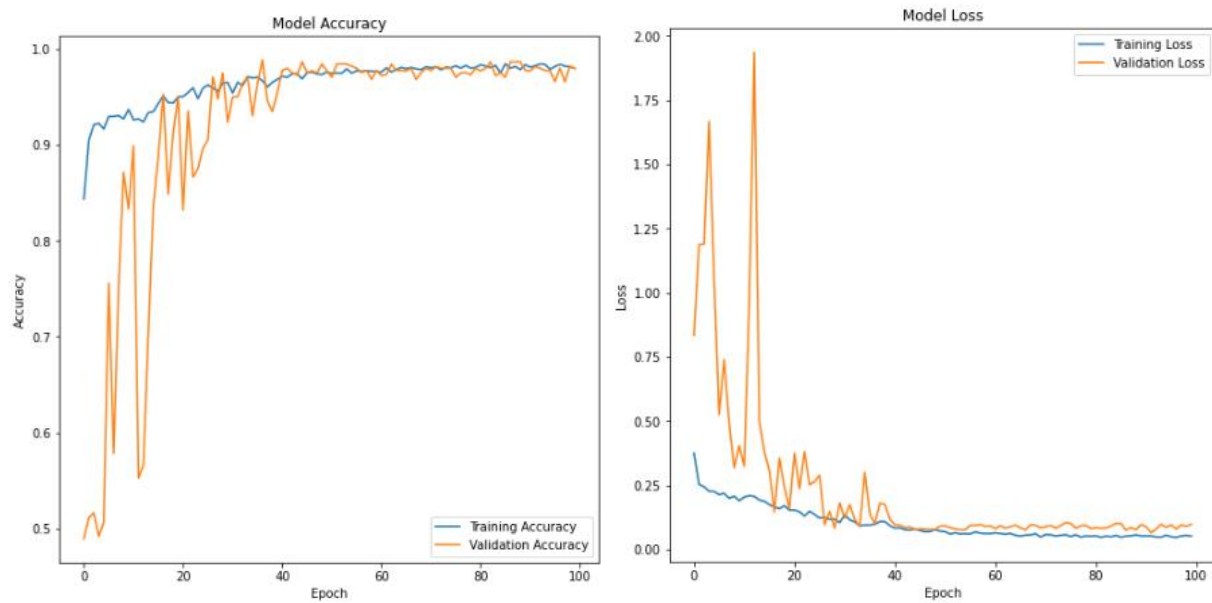 Model Accuracy
1.0
0.9
0.8
0.7
0.6
0.5
Accuracy
0
20
40
60
80
100
Epoch
Training Accuracy
Validation Accuracy
Model Loss
2.00
1.75
1.50
1.25
1.00
0.75
0.50
0.25
0.00
Loss
0
20
40
60
80
100
Epoch
Training Loss
Validation Loss